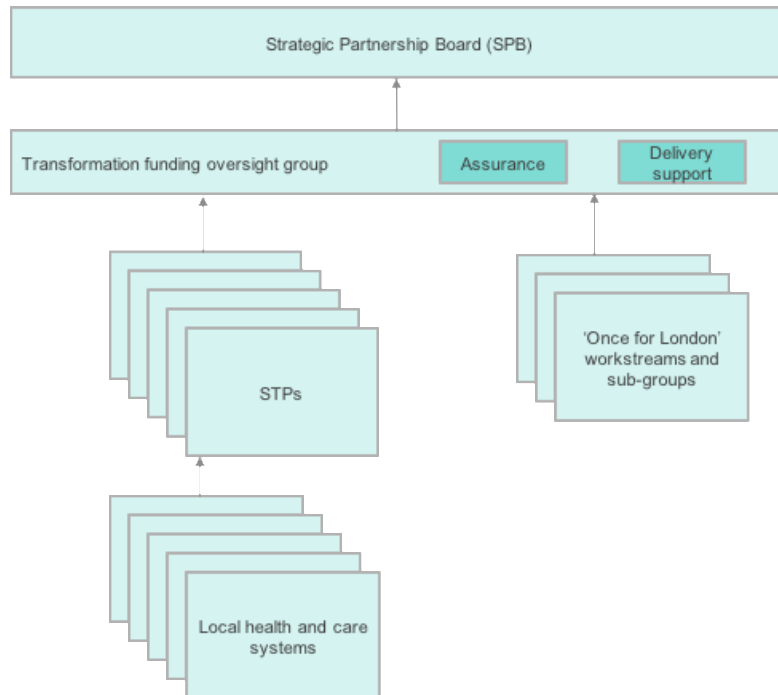 Strategic Partnership Board (SPB)
Transformation funding oversight group
Assurance
Delivery
support
STPs
‘Once for London’
workstreams and
sub-groups
Local health and care
systems